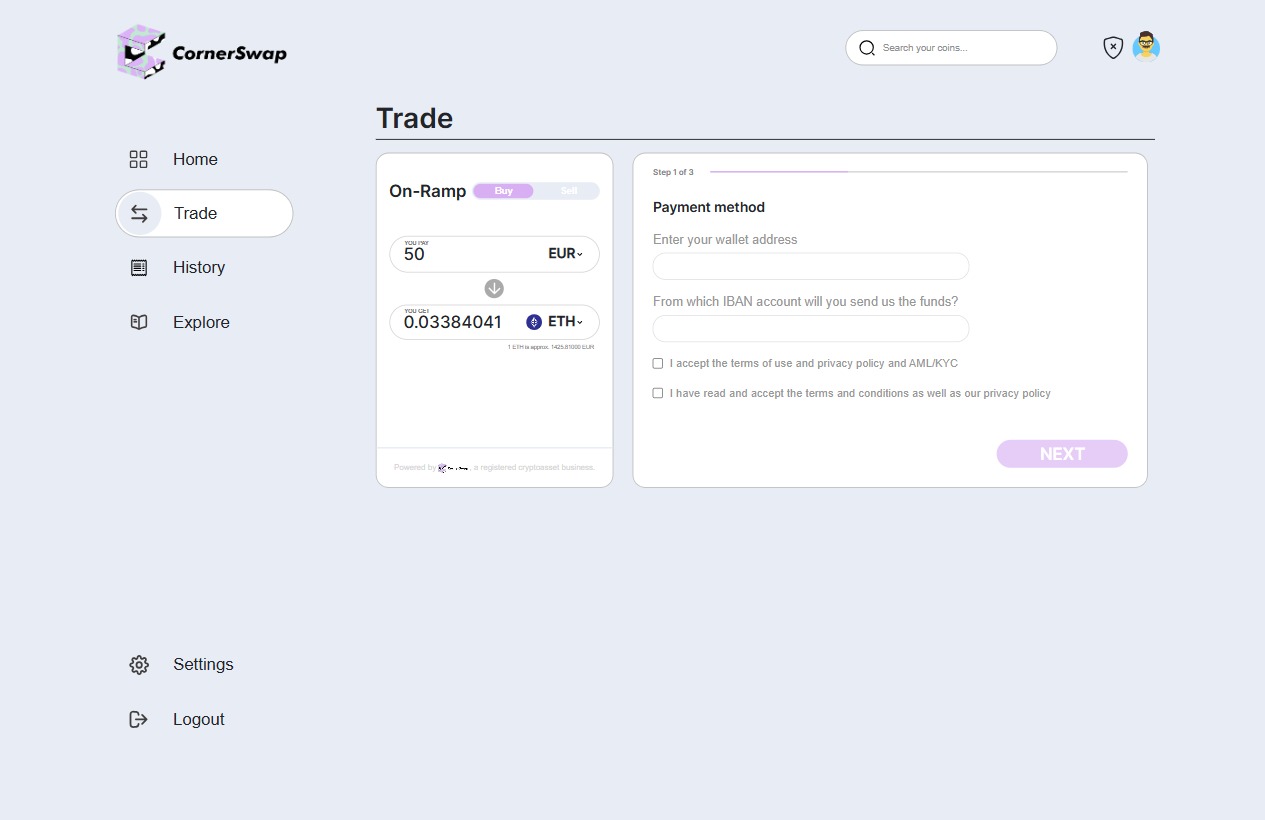 CornerSwap
Search your coins...
Trade
Home
Trade
History
Explore
Settings
Logout
On-Ramp
Buy
Sell
YOU PAY
50
EUR
YOU GET
0.03384041
ETH
1 ETH is approx. 1425.81000 EUR
Powered by , a registered cryptoasset business.
Step 1 of 3
Payment method
Enter your wallet address
From which IBAN account will you send us the funds?
I accept the terms of use and privacy policy and AML/KYC
I have read and accept the terms and conditions as well as our privacy policy
NEXT